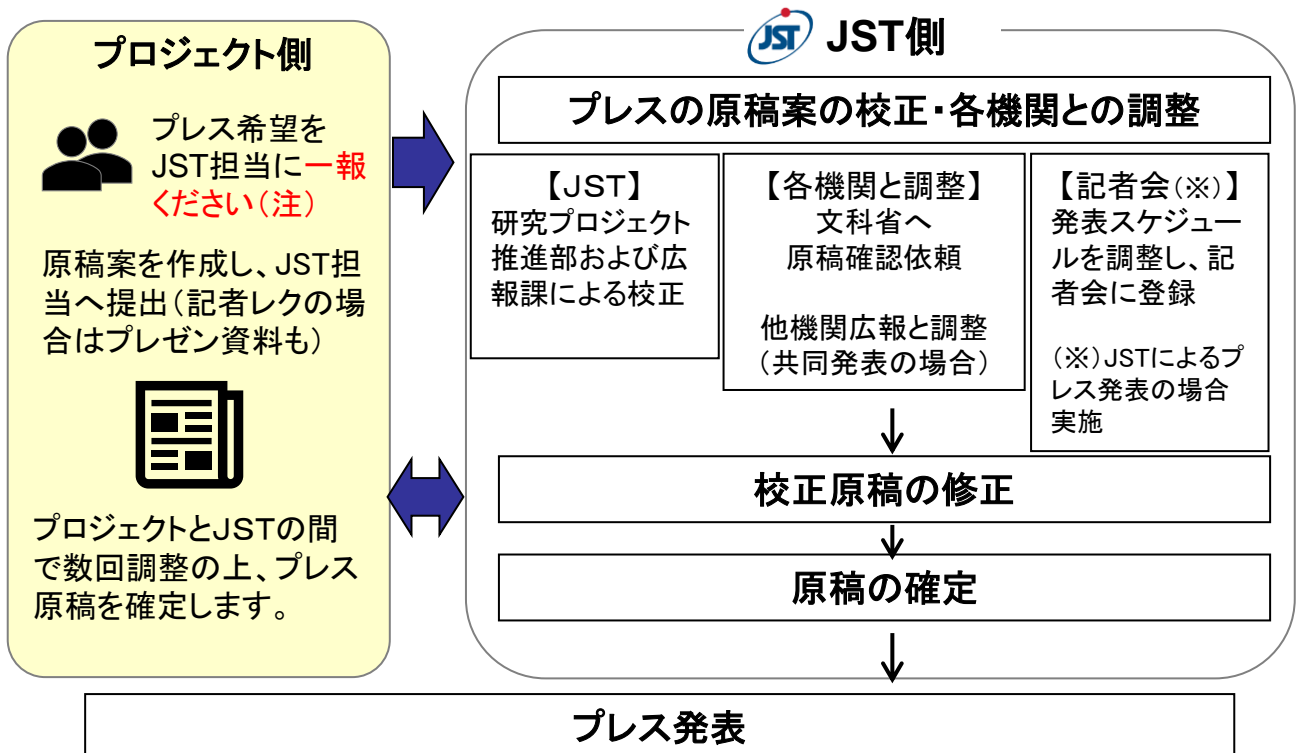 プロジェクト側
プレス希望を
JST担当に一報
ください（注）
原稿案を作成し、JST担
当へ提出（記者レクの場
合はプレゼン資料も）
プロジェクトとJSTの間
で数回調整の上、プレス
原稿を確定します。
JST JST側
プレスの原稿案の校正・各機関との調整
【JST】
研究プロジェクト
推進部および広
報課による校正
【各機関と調整】
文科省へ
原稿確認依頼
他機関広報と調整
（共同発表の場合）
【記者会（※）】
発表スケジュー
ルを調整し、記
者会に登録
（※）JSTによるプ
レス発表の場合
実施
校正原稿の修正
原稿の確定
プレス発表